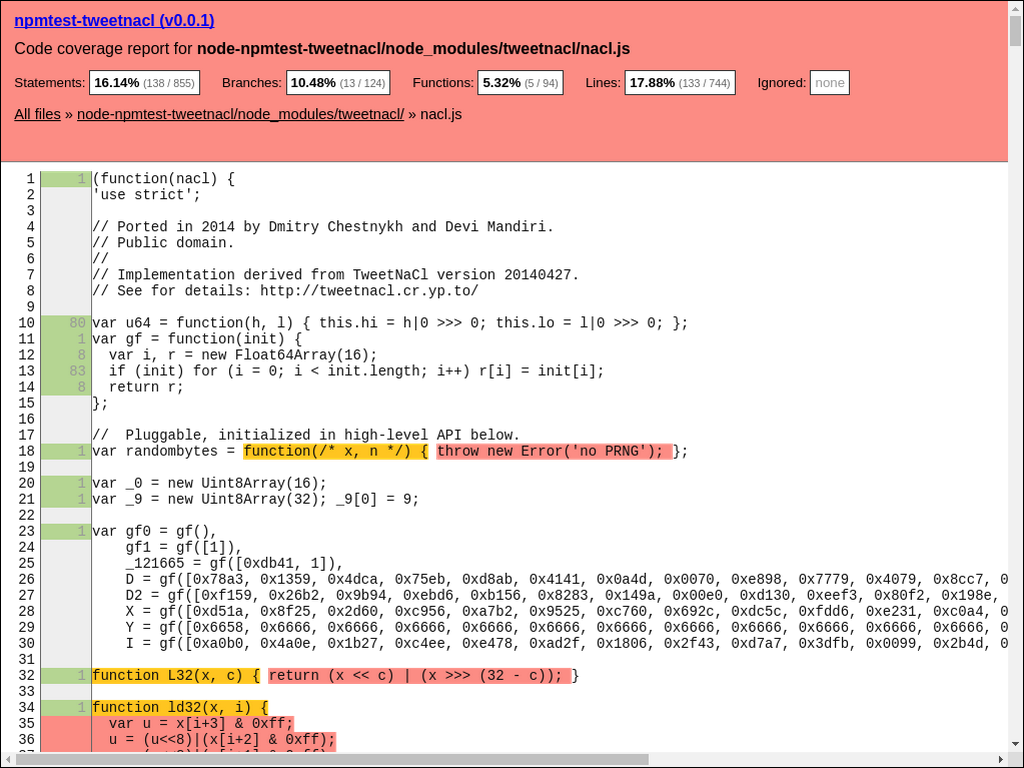 npmtest-tweetnacl (v0.0.1)
Code coverage report for node-npmtest-tweetnacl/node_modules/tweetnacl/nacl.js
Statements: 16.14% (138 / 855) Branches: 10.48% (13 / 124) Functions: 5.32% (5 / 94) Lines: 17.88% (133 / 744) Ignored: none
All files » node-npmtest-tweetnacl/node_modules/tweetnacl/ » nacl.js
1 1 (function(nacl) {
2 'use strict';
3
4 // Ported in 2014 by Dmitry Chestnykh and Devi Mandiri.
5 // Public domain.
6 //
7 // Implementation derived from TweetNaCl version 20140427.
8 // See for details: http://tweetnacl.cr.yp.to/
9
10 80 var u64 = function(h, l) { this.hi = h|0 >>> 0; this.lo = l|0 >>> 0; };
11 1 var gf = function(init) {
12 8   var i, r = new Float64Array(16);
13 83   if (init) for (i = 0; i < init.length; i++) r[i] = init[i];
14 8   return r;
15 };
16
17 //  Pluggable, initialized in high-level API below.
18 1 var randombytes = function(/* x, n */) { throw new Error('no PRNG'); };
19
20 1 var _0 = new Uint8Array(16);
21 1 var _9 = new Uint8Array(32); _9[0] = 9;
22
23 1 var gf0 = gf(),
24     gf1 = gf([1]),
25     _121665 = gf([0xdb41, 1]),
26     D = gf([0x78a3, 0x1359, 0x4dca, 0x75eb, 0xd8ab, 0x4141, 0x0a4d, 0x0070, 0xe898, 0x7779, 0x4079, 0x8cc7, 0
27     D2 = gf([0xf159, 0x26b2, 0x9b94, 0xebd6, 0xb156, 0x8283, 0x149a, 0x00e0, 0xd130, 0xeef3, 0x80f2, 0x198e,
28     X = gf([0xd51a, 0x8f25, 0x2d60, 0xc956, 0xa7b2, 0x9525, 0xc760, 0x692c, 0xdc5c, 0xfdd6, 0xe231, 0xc0a4, 0
29     Y = gf([0x6658, 0x6666, 0x6666, 0x6666, 0x6666, 0x6666, 0x6666, 0x6666, 0x6666, 0x6666, 0x6666, 0x6666, 0
30     I = gf([0xa0b0, 0x4a0e, 0x1b27, 0xc4ee, 0xe478, 0xad2f, 0x1806, 0x2f43, 0xd7a7, 0x3dfb, 0x0099, 0x2b4d, 0
31
32 1 function L32(x, c) { return (x << c) | (x >>> (32 - c)); }
33
34 1 function ld32(x, i) {
35   var u = x[i+3] & 0xff;
36   u = (u<<8)|(x[i+2] & 0xff);